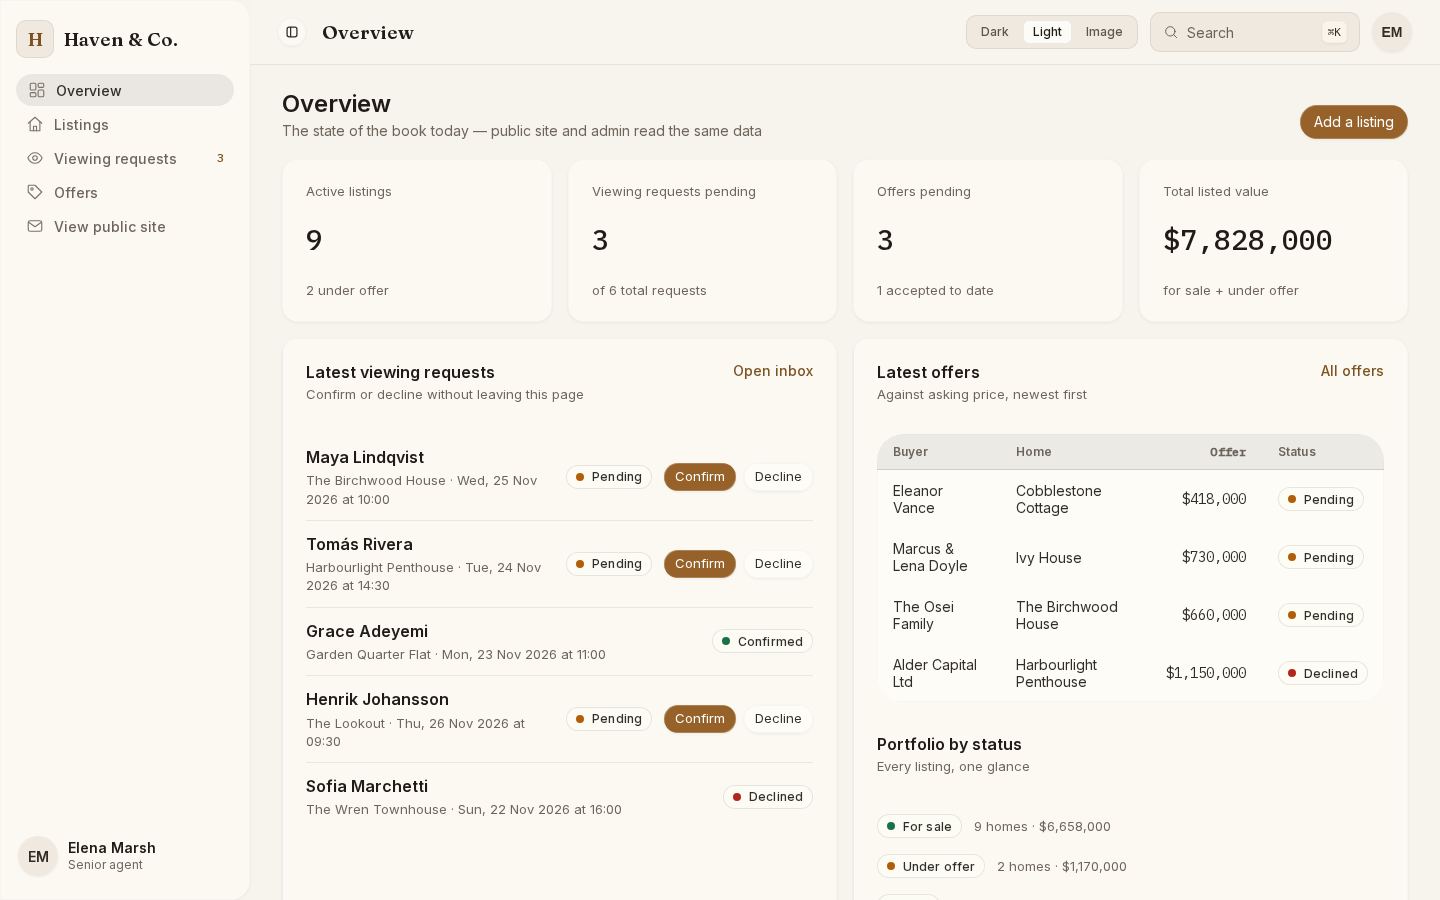 H Haven & Co.
Overview
Listings
Viewing requests 3
Offers
View public site
EM
Elena Marsh
Senior agent
Overview
Dark Light Image
Search ⌘K
EM
Overview
The state of the book today — public site and admin read the same data
Add a listing
Active listings
9
2 under offer
Viewing requests pending
3
of 6 total requests
Offers pending
3
1 accepted to date
Total listed value
$7,828,000
for sale + under offer
Latest viewing requests
Open inbox
Confirm or decline without leaving this page
Maya Lindqvist
The Birchwood House · Wed, 25 Nov
2026 at 10:00
Pending Confirm Decline
Tomás Rivera
Harbourlight Penthouse · Tue, 24 Nov
2026 at 14:30
Pending Confirm Decline
Grace Adeyemi
Garden Quarter Flat · Mon, 23 Nov 2026 at 11:00
Confirmed
Henrik Johansson
The Lookout · Thu, 26 Nov 2026 at
09:30
Pending Confirm Decline
Sofia Marchetti
The Wren Townhouse · Sun, 22 Nov 2026 at 16:00
Declined
Latest offers
All offers
Against asking price, newest first
Buyer Home Offer Status
Eleanor
Vance
Cobblestone
Cottage
$418,000
Pending
Marcus &
Lena Doyle
Ivy House
$730,000
Pending
The Osei
Family
The Birchwood
House
$660,000
Pending
Alder Capital
Ltd
Harbourlight
Penthouse
$1,150,000
Declined
Portfolio by status
Every listing, one glance
For sale 9 homes · $6,658,000
Under offer 2 homes · $1,170,000